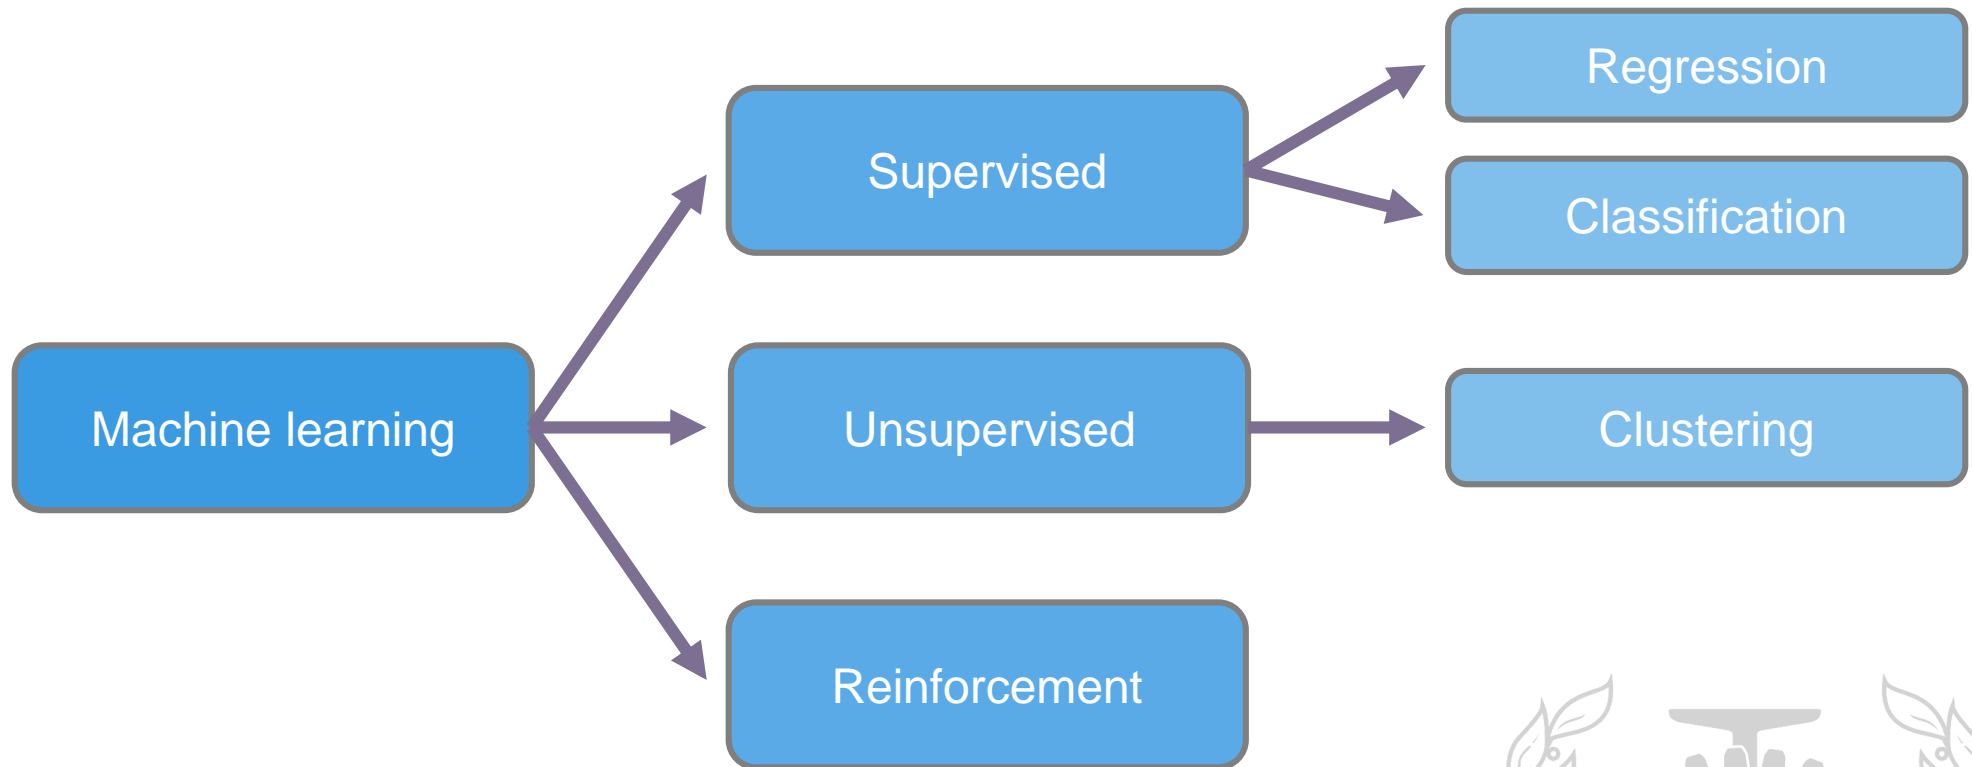 Machine learning
Supervised
Regression
Classification
Unsupervised
Clustering
Reinforcement